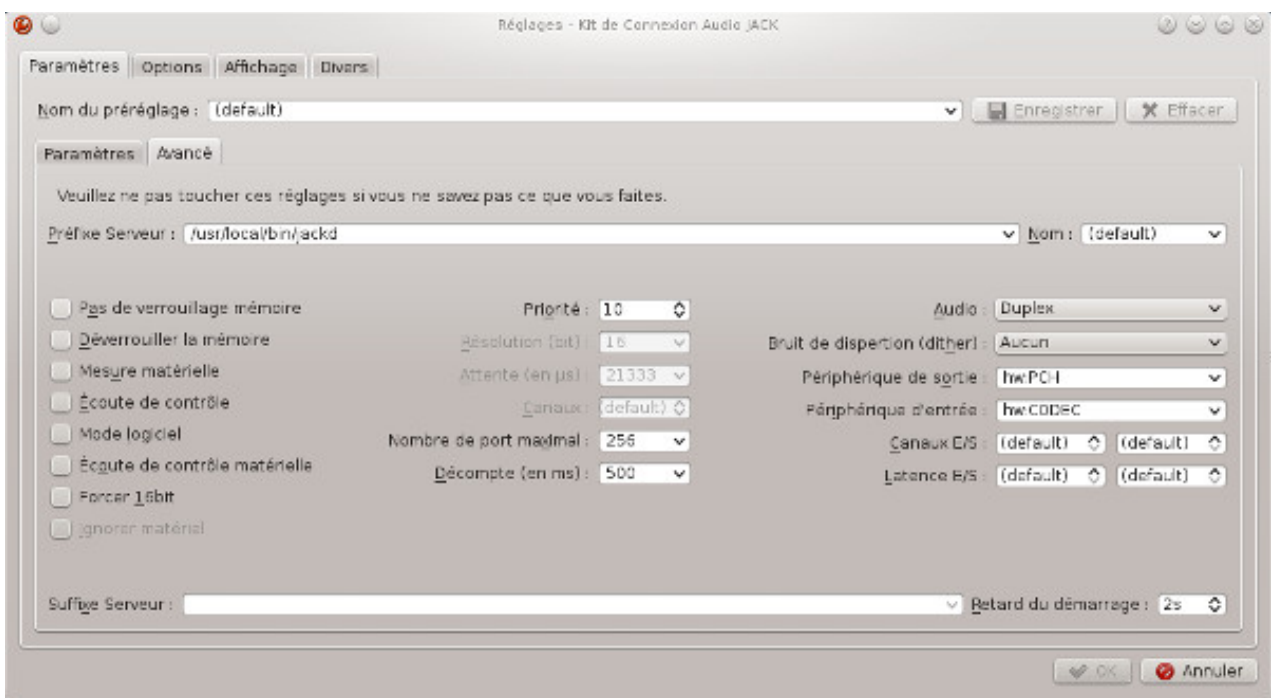 Réglages - Kit de Connexion Audio JACK
Paramètres Options Affichage Divers
Nom du préréglage : (default) Enregistrer Effacer
Paramètres Avancé
Veuillez ne pas toucher ces réglages si vous ne savez pas ce que vous faites.
Préfixe Serveur : /usr/local/bin/jackd Nom : (default)
Pas de verrouillage mémoire Priorité : 10 Audio : Duplex
Déverrouiller la mémoire Résolution (bit) : 16 Bruit de dispertion (dither) : Aucun
Mesure matérielle Attente (en µs) : 21333 Périphérique de sortie : hw:PCH
Écoute de contrôle Canaux : (default) Périphérique d'entrée : hw:CODEC
Mode logiciel Nombre de port maximal : 256 Canaux E/S : (default) (default)
Écoute de contrôle matérielle Décompte (en ms) : 500 Latence E/S : (default) (default)
Forcer 16bit
Ignorer matériel
Suffixe Serveur : Retard du démarrage : 2s
OK Annuler